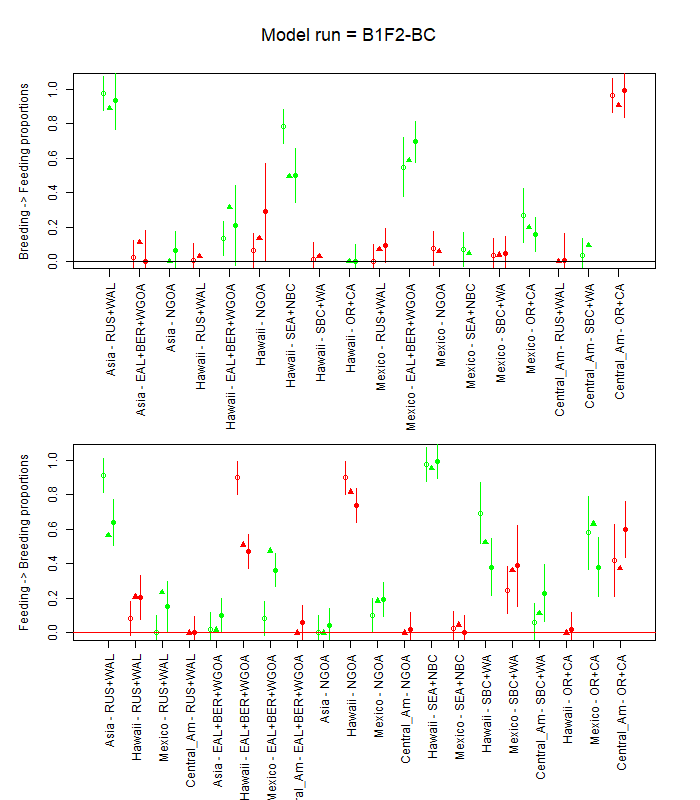 Model run = B1F2-BC
Breeding -> Feeding proportions
1.0
0.8
0.6
0.4
0.2
0.0
Asia - RUS+WAL
Asia - EAL+BER+WGOA
Asia - NGOA
Hawaii - RUS+WAL
Hawaii - EAL+BER+WGOA
Hawaii - NGOA
Hawaii - SEA+NBC
Hawaii - SBC+WA
Hawaii - OR+CA
Mexico - RUS+WAL
Mexico - EAL+BER+WGOA
Mexico - NGOA
Mexico - SEA+NBC
Mexico - SBC+WA
Mexico - OR+CA
Central_Am - RUS+WAL
Central_Am - SBC+WA
Central_Am - OR+CA
Feeding -> Breeding proportions
1.0
0.8
0.6
0.4
0.2
0.0
Asia - RUS+WAL
Hawaii - RUS+WAL
Mexico - RUS+WAL
Central_Am - RUS+WAL
Asia - EAL+BER+WGOA
Hawaii - EAL+BER+WGOA
Mexico - EAL+BER+WGOA
ntral_Am - EAL+BER+WGOA
Asia - NGOA
Hawaii - NGOA
Mexico - NGOA
Central_Am - NGOA
Hawaii - SEA+NBC
Mexico - SEA+NBC
Hawaii - SBC+WA
Mexico - SBC+WA
Central_Am - SBC+WA
Hawaii - OR+CA
Mexico - OR+CA
Central_Am - OR+CA